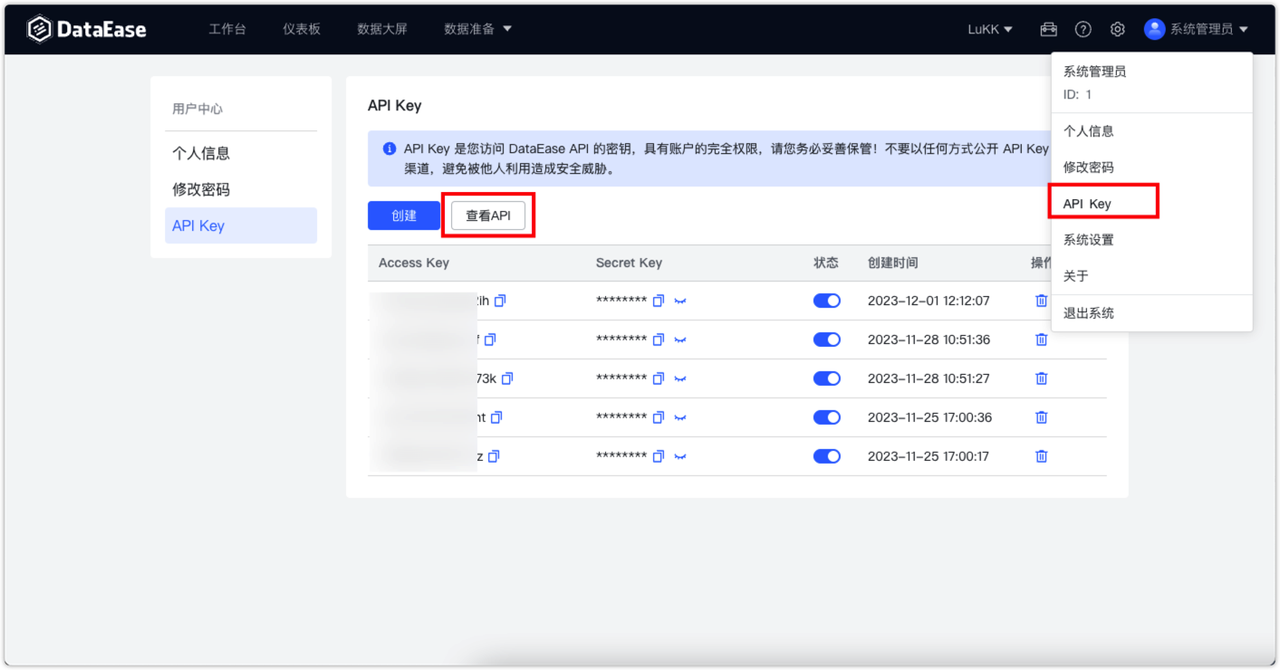 DataEase
工作台
仪表板
数据大屏
数据准备
LuKK
系统管理员
用户中心
个人信息
修改密码
API Key
API Key
API Key 是您访问 DataEase API 的密钥，具有账户的完全权限，请您务必妥善保管！不要以任何方式公开 API Key
渠道，避免被他人利用造成安全威胁。
创建
查看API
Access Key
Secret Key
状态
创建时间
操作
ih
********
2023-12-01 12:12:07
********
2023-11-28 10:51:36
73k
********
2023-11-28 10:51:27
nt
********
2023-11-25 17:00:36
z
********
2023-11-25 17:00:17
系统管理员
ID: 1
个人信息
修改密码
API Key
系统设置
关于
退出系统